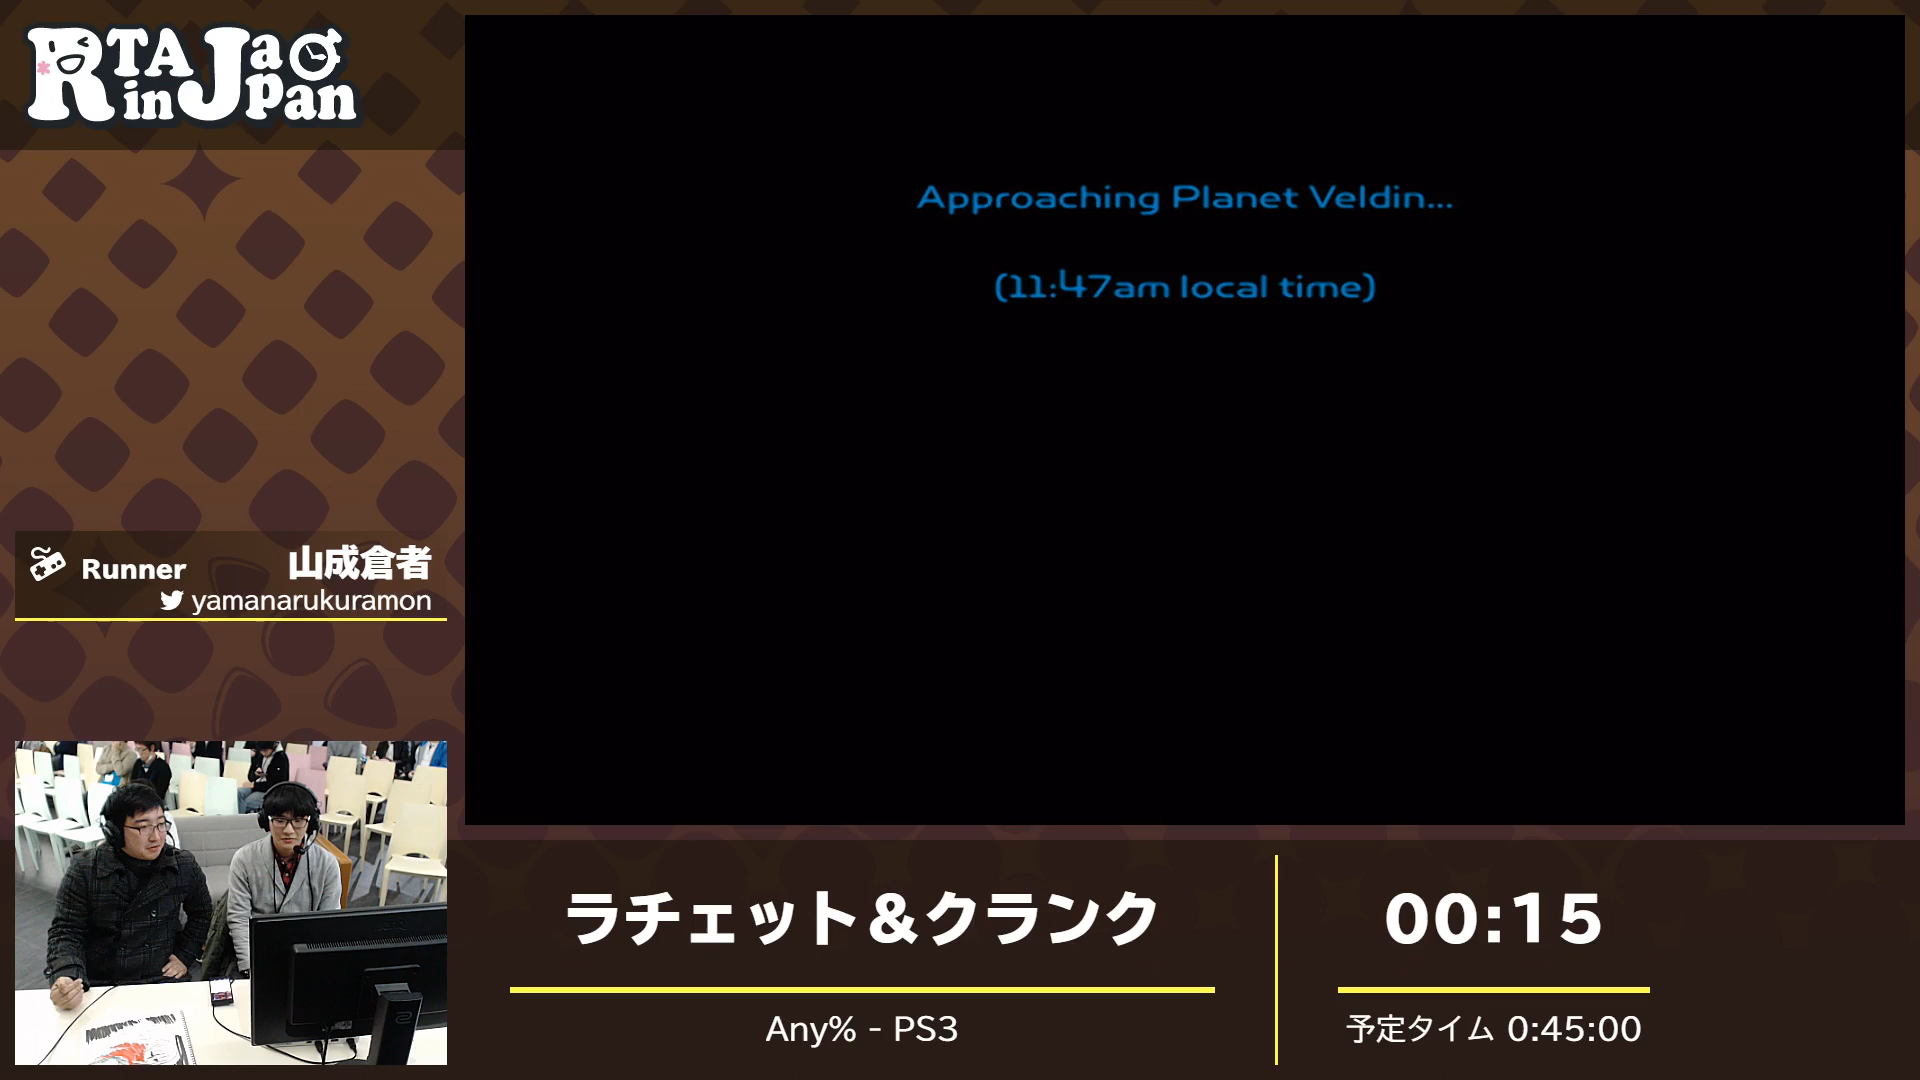 RTA in Japan
Approaching Planet Veldin...
(11:47am local time)
Runner 山成倉者
yamanarukuramon
ラチェット＆クランク
00:15
Any% - PS3
予定タイム 0:45:00